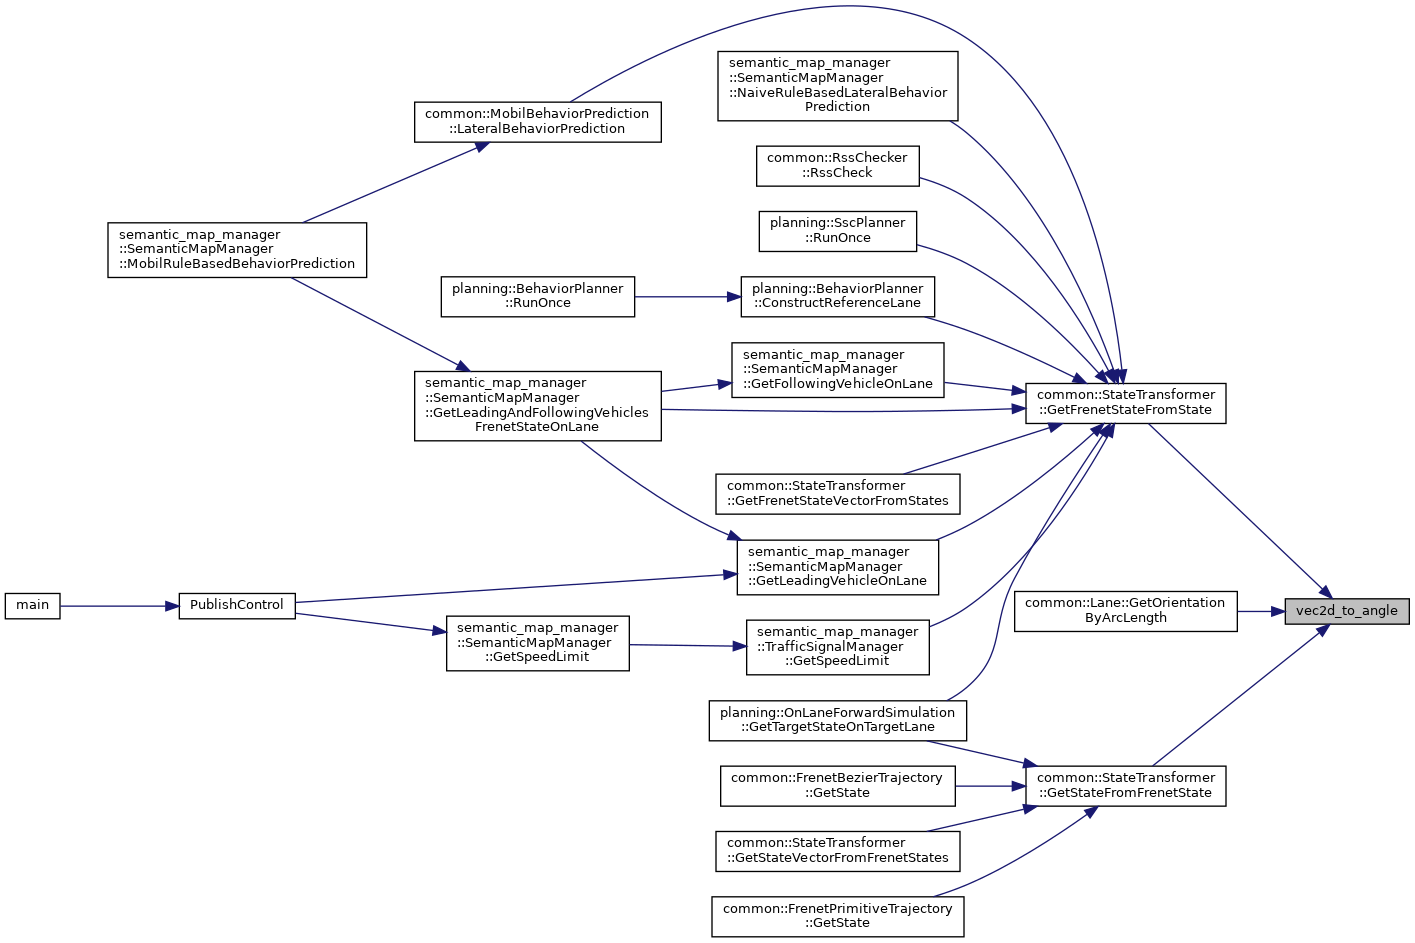 semantic_map_manager
::SemanticMapManager
::NaiveRuleBasedLateralBehavior
Prediction
common::MobilBehaviorPrediction
::LateralBehaviorPrediction
common::RssChecker
::RssCheck
planning::SscPlanner
::RunOnce
semantic_map_manager
::SemanticMapManager
::MobilRuleBasedBehaviorPrediction
planning::BehaviorPlanner
::RunOnce
planning::BehaviorPlanner
::ConstructReferenceLane
semantic_map_manager
::SemanticMapManager
::GetFollowingVehicleOnLane
semantic_map_manager
::SemanticMapManager
::GetLeadingAndFollowingVehicles
FrenetStateOnLane
common::StateTransformer
::GetFrenetStateFromState
common::StateTransformer
::GetFrenetStateVectorFromStates
semantic_map_manager
::SemanticMapManager
::GetLeadingVehicleOnLane
main
PublishControl
semantic_map_manager
::SemanticMapManager
::GetSpeedLimit
semantic_map_manager
::TrafficSignalManager
::GetSpeedLimit
common::Lane::GetOrientation
ByArcLength
vec2d_to_angle
planning::OnLaneForwardSimulation
::GetTargetStateOnTargetLane
common::FrenetBezierTrajectory
::GetState
common::StateTransformer
::GetStateFromFrenetState
common::StateTransformer
::GetStateVectorFromFrenetStates
common::FrenetPrimitiveTrajectory
::GetState